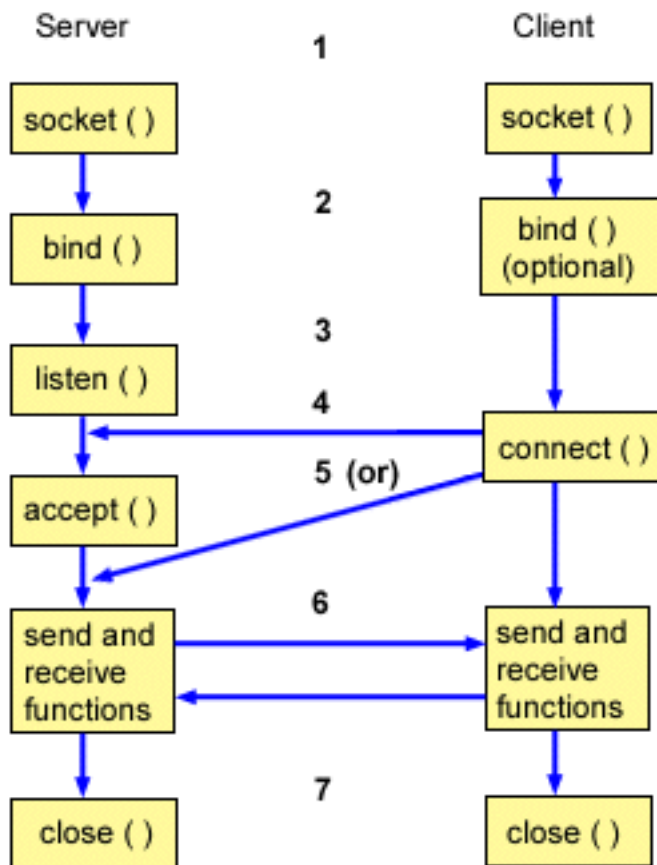 Server
1
Client
socket ( )
socket ( )
2
bind ( )
bind ( )
(optional)
3
listen ( )
4
connect ( )
5 (or)
accept ( )
6
send and
receive
functions
send and
receive
functions
7
close ( )
close ( )